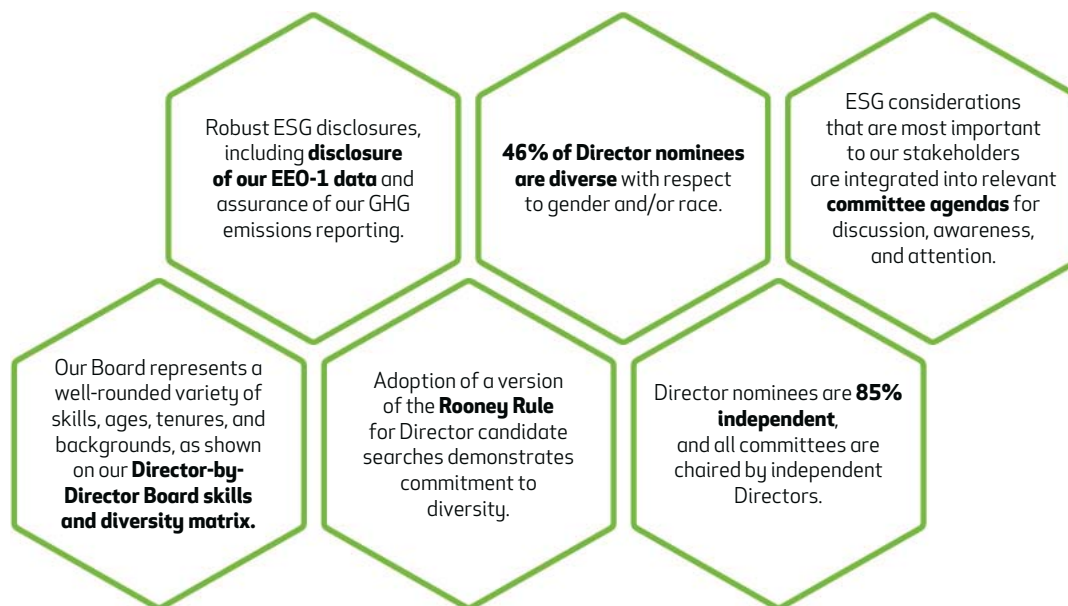 Robust ESG disclosures,
including disclosure
of our EEO-1 data and
assurance of our GHG
emissions reporting.
46% of Director nominees
are diverse with respect
to gender and/or race.
ESG considerations
that are most important
to our stakeholders
are integrated into relevant
committee agendas for
discussion, awareness,
and attention.
Our Board represents a
well-rounded variety of
skills, ages, tenures, and
backgrounds, as shown
on our Director-by-
Director Board skills
and diversity matrix.
Adoption of a version
of the Rooney Rule
for Director candidate
searches demonstrates
commitment to
diversity.
Director nominees are 85%
independent,
and all committees are
chaired by independent
Directors.